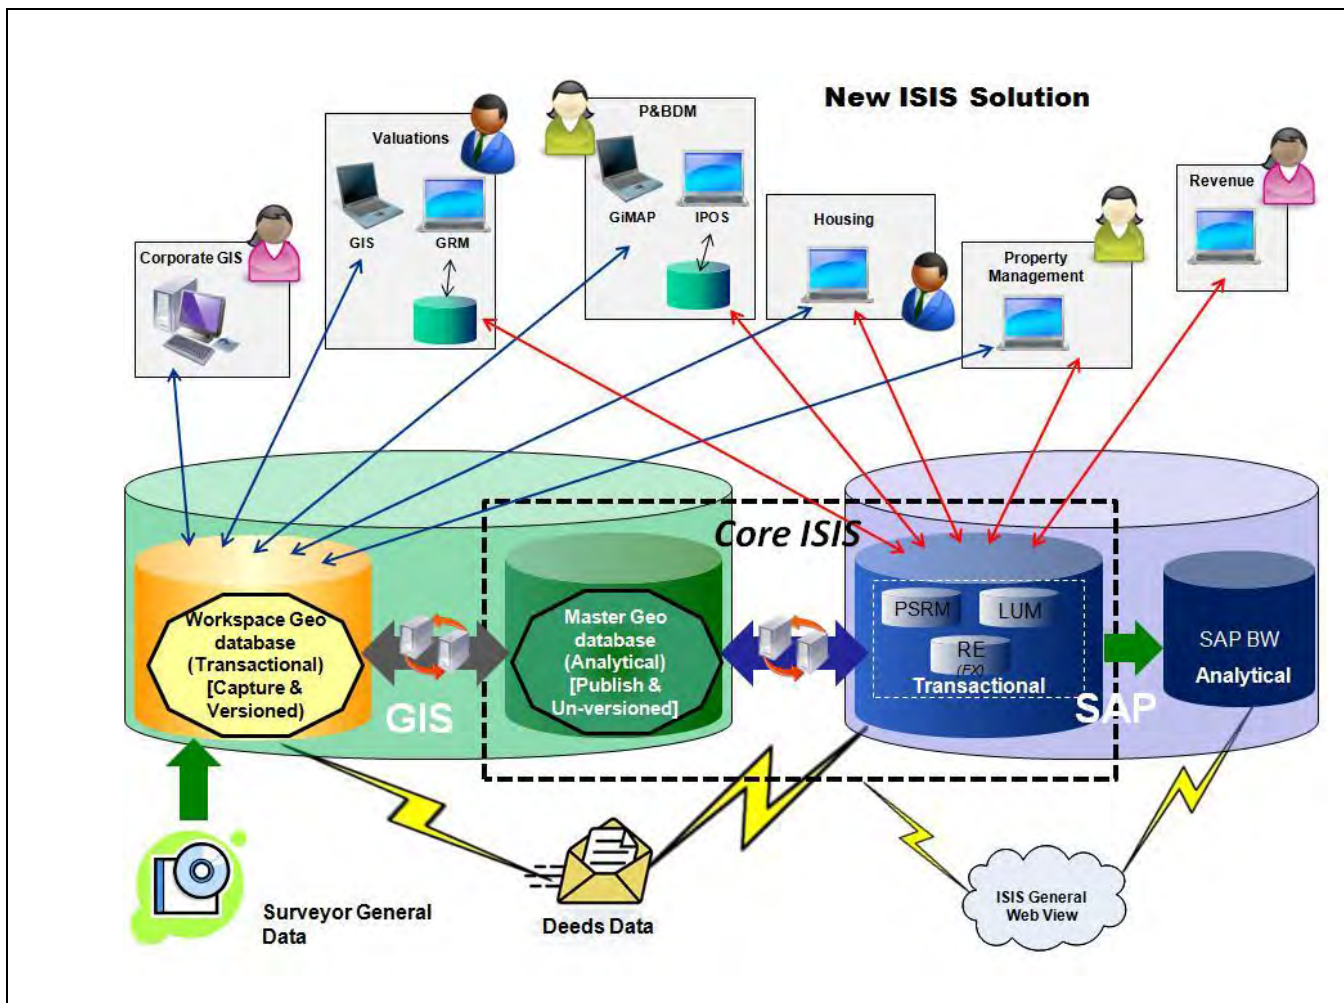 New ISIS Solution
Corporate GIS
Valuations
GIS
GRM
P&BDM
GiMAP
IPOS
Housing
Property
Management
Revenue
Core ISIS
Workspace Geo
database
(Transactional)
[Capture &
Versioned)
GIS
Master Geo
database
(Analytical)
[Publish &
Un-versioned]
PSRM
LUM
RE
(FX)
Transactional
SAP
SAP BW
Analytical
Surveyor General
Data
Deeds Data
ISIS General
Web View